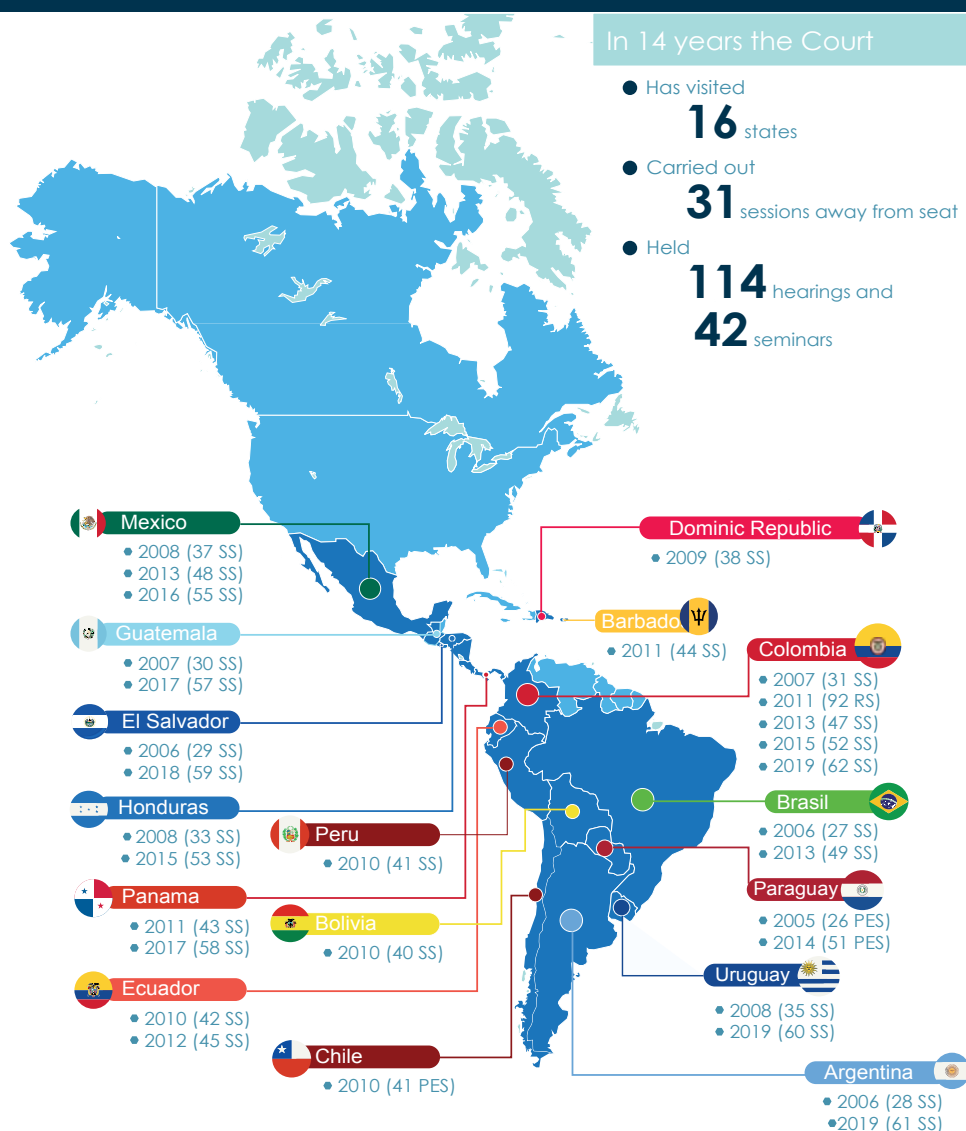 In 14 years the Court
Has visited
16 states
Carried out
31 sessions away from seat
Held
114 hearings and
42 seminars
Mexico
2008 (37 SS)
2013 (48 SS)
2016 (55 SS)
Guatemala
2007 (30 SS)
2017 (57 SS)
El Salvador
2006 (29 SS)
2018 (59 SS)
Honduras
2008 (33 SS)
2015 (53 SS)
Panama
2011 (43 SS)
2017 (58 SS)
Ecuador
2010 (42 SS)
2012 (45 SS)
Peru
2010 (41 SS)
Bolivia
2010 (40 SS)
Chile
2010 (41 PES)
Dominic Republic
2009 (38 SS)
Barbado
2011 (44 SS)
Colombia
2007 (31 SS)
2011 (92 RS)
2013 (47 SS)
2015 (52 SS)
2019 (62 SS)
Brasil
2006 (27 SS)
2013 (49 SS)
Paraguay
2005 (26 PES)
2014 (51 PES)
Uruguay
2008 (35 SS)
2019 (60 SS)
Argentina
2006 (28 SS)
2019 (61 SS)